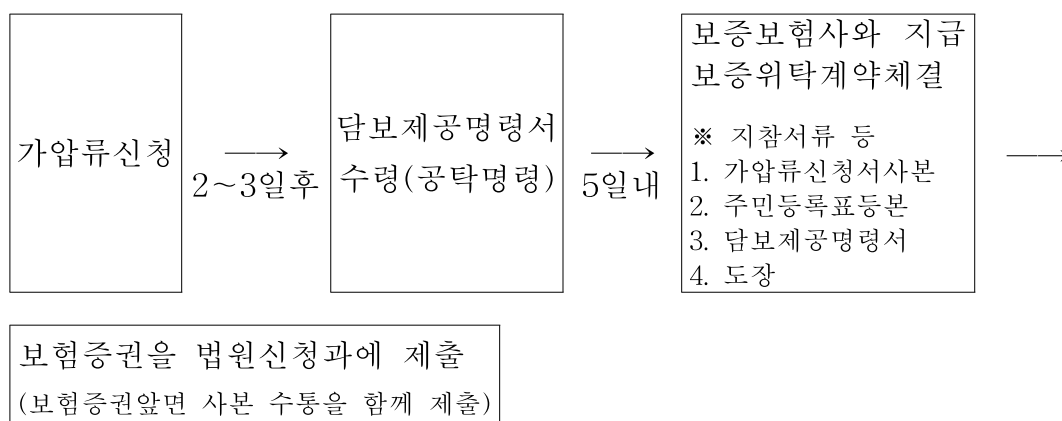 가압류신청
→
2~3일후
담보제공명령서
수령(공탁명령)
→
5일내
보증보험사와 지급
보증위탁계약체결
※ 지참서류 등
1. 가압류신청서사본
2. 주민등록표등본
3. 담보제공명령서
4. 도장
→
보험증권을 법원신청과에 제출
(보험증권앞면 사본 수통을 함께 제출)